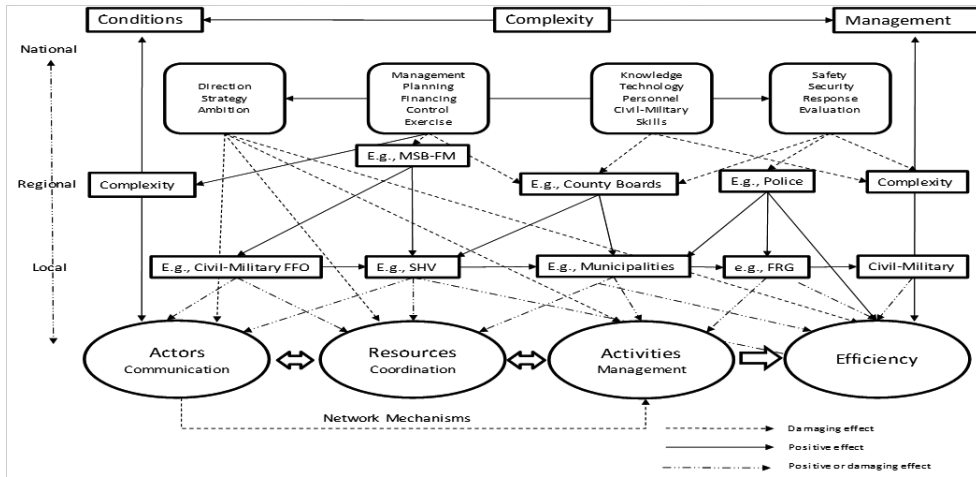 Conditions
Complexity
Management
National
Direction
Strategy
Ambition
Management
Planning
Financing
Control
Exercise
Knowledge
Technology
Personnel
Civil-Military
Skills
Safety
Security
Response
Evaluation
E.g., MSB-FM
Regional
Complexity
E.g., County Boards
E.g., Police
Complexity
Local
E.g., Civil-Military FFO
E.g., SHV
E.g., Municipalities
e.g., FRG
Civil-Military
Actors
Communication
Resources
Coordination
Activities
Management
Efficiency
Network Mechanisms
Damaging effect
Positive effect
Positive or damaging effect